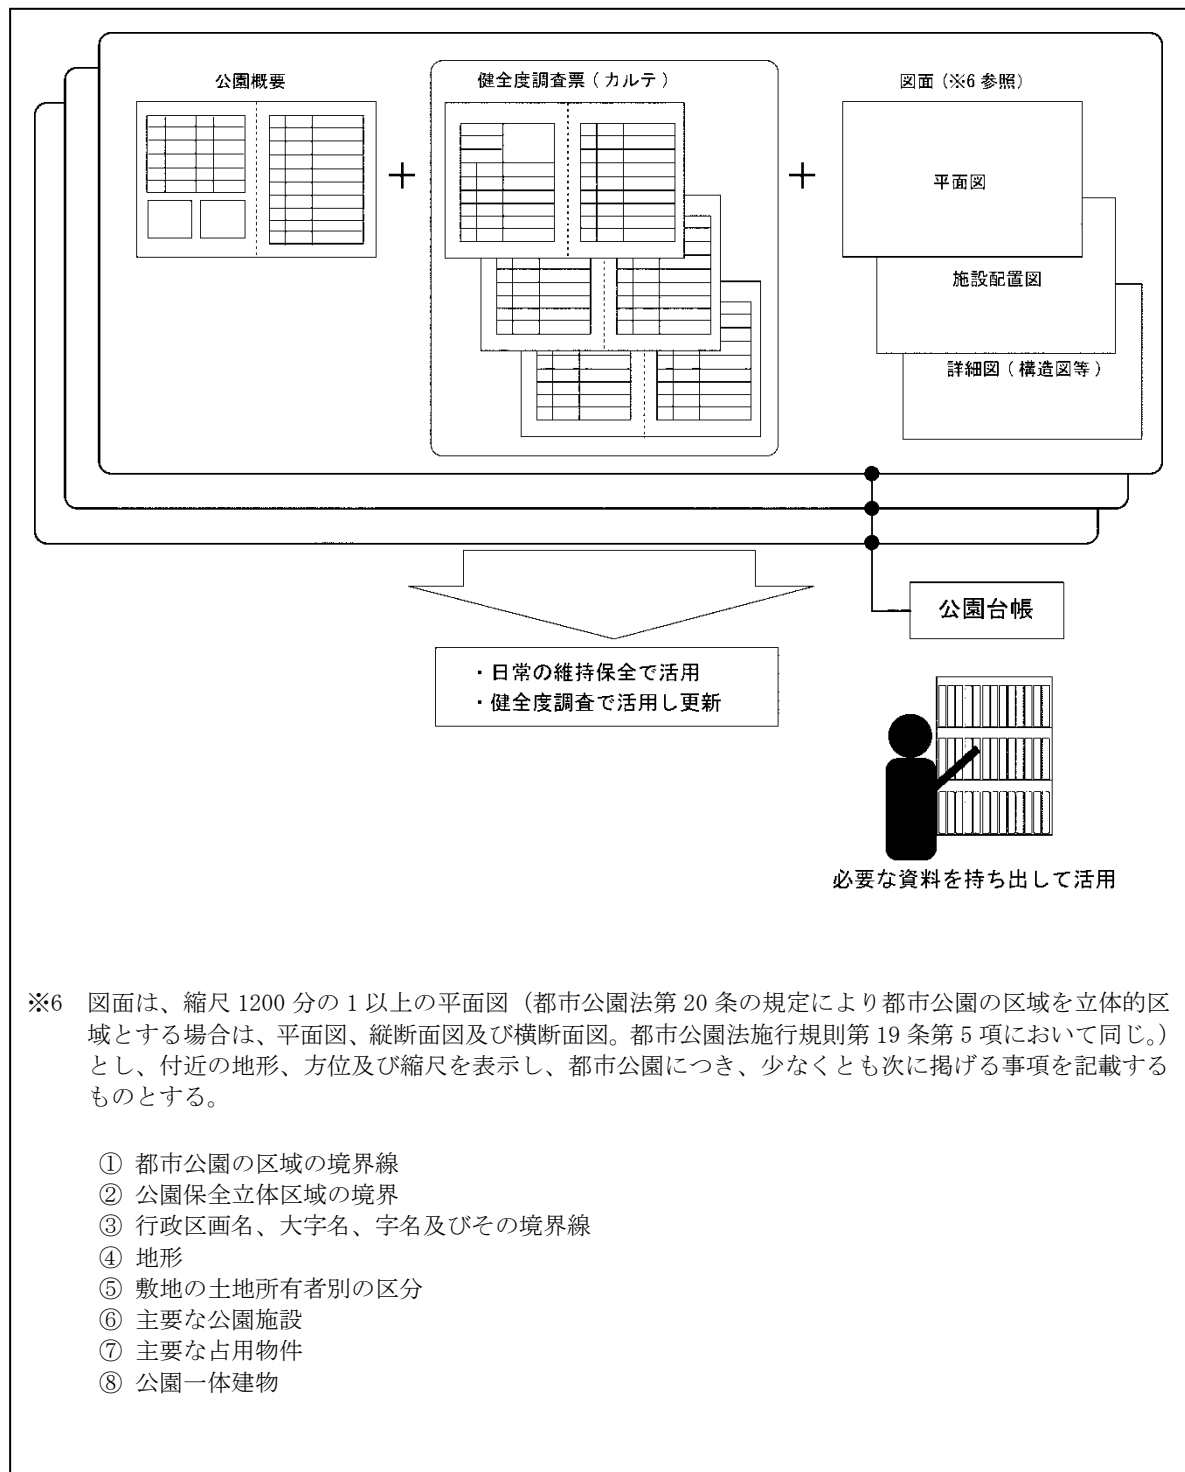 公園概要
健全度調査票（カルテ）
図面（※6 参照）
＋
＋
平面図
施設配置図
詳細図（構造図等）
公園台帳
・日常の維持保全で活用
・健全度調査で活用し更新
必要な資料を持ち出して活用
※6 図面は、縮尺 1200 分の 1 以上の平面図（都市公園法第 20 条の規定により都市公園の区域を立体的区
域とする場合は、平面図、縦断面図及び横断面図。都市公園法施行規則第 19 条第 5 項において同じ。）
とし、付近の地形、方位及び縮尺を表示し、都市公園につき、少なくとも次に掲げる事項を記載する
ものとする。
① 都市公園の区域の境界線
② 公園保全立体区域の境界
③ 行政区画名、大字名、字名及びその境界線
④ 地形
⑤ 敷地の土地所有者別の区分
⑥ 主要な公園施設
⑦ 主要な占用物件
⑧ 公園一体建物